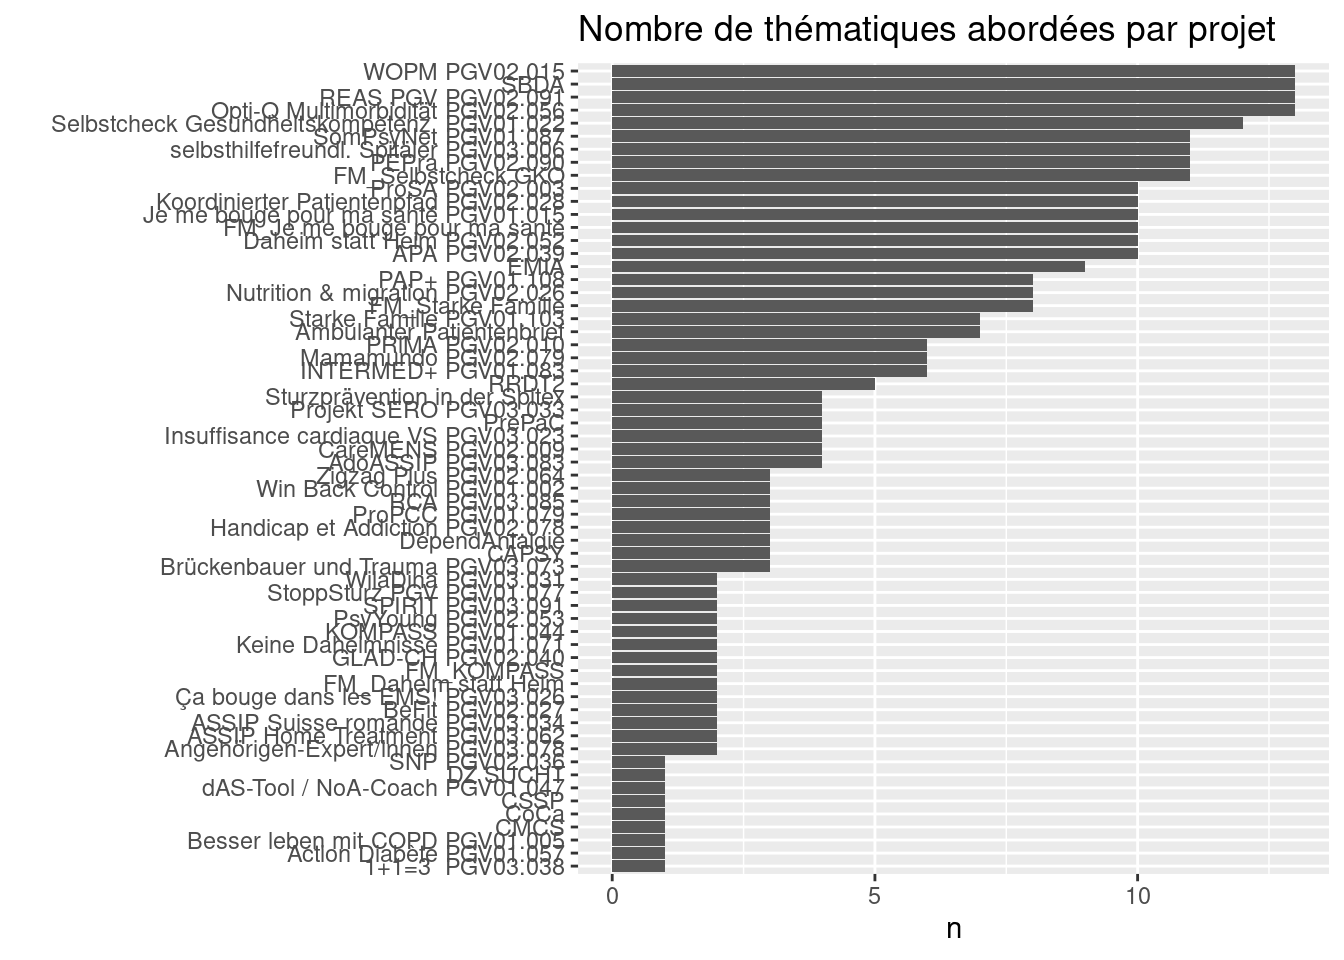 Nombre de thématiques abordées par projet
WOPM PGV02.015
SBDA
REAS PGV PGV02.091
Opti-Q Multimorbidität PGV02.056
Selbstcheck Gesundheitskompetenz  PGV01.022
SomPsyNet PGV01.087
selbsthilfefreundl. Spitäler PGV03.006
PEPra PGV02.090
FM_Selbstcheck GKO
ProSA PGV02.003
Koordinierter Patientenpfad PGV02.028
Je me bouge pour ma santé PGV01.015
FM_Je me bouge pour ma santé
Daheim statt Heim PGV02.052
APA PGV02.039
EMIA
PAP+ PGV01.108
Nutrition & migration PGV02.026
FM_Starke Familie
Starke Familie PGV01.103
Ambulanter Patientenbrief
PRIMA PGV02.010
Mamamundo PGV02.079
INTERMED+ PGV01.083
RRDT2
Sturzprävention in der Spitex
Projekt SERO PGV03.033
PrePaC
Insuffisance cardiaque VS PGV03.023
CareMENS PGV02.009
AdoASSIP PGV03.083
Zigzag Plus PGV02.064
Win Back Control PGV01.002
RCA PGV03.085
ProPCC PGV01.079
Handicap et Addiction PGV02.078
DépendAntalgie
CAPSY
Brückenbauer und Trauma PGV03.073
WijaDina PGV03.031
StoppSturz PGV PGV01.077
SPIRIT PGV03.091
PsyYoung PGV02.053
KOMPASS PGV01.044
Keine Daheimnisse PGV01.071
GLAD-CH PGV02.040
FM_KOMPASS
FM_Daheim statt Heim
Ça bouge dans les EMS! PGV03.026
BeFit PGV02.027
ASSIP Suisse romande PGV03.034
ASSIP Home Treatment PGV03.062
Angehörigen-Expert/innen PGV03.078
SNP PGV02.036
DZ SUCHT
dAS-Tool / NoA-Coach PGV01.047
CSSP
CoCa
CMCS
Besser leben mit COPD PGV01.005
Action Diabète PGV01.057
1+1=3  PGV03.038
0 5 10
n